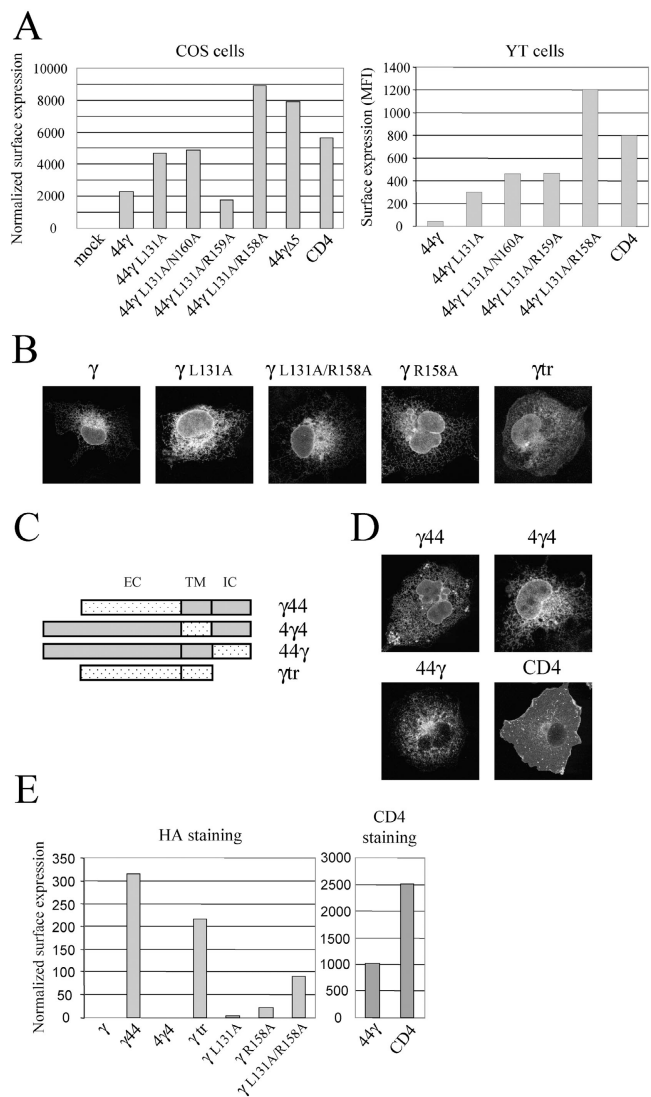 A
COS cells
YT cells
Normalized surface expression
10000
8000
6000
4000
2000
0
mock
44γ
44γ L131A
44γ L131A/N160A
44γ L131A/R159A
44γ L131A/R158A
44γΔ5
CD4
Surface expression (MFI)
1400
1200
1000
800
600
400
200
0
44γ
44γ L131A
44γ L131A/N160A
44γ L131A/R159A
44γ L131A/R158A
CD4
B
γ
γ L131A
γ L131A/R158A
γ R158A
γtr
C
EC
TM
IC
γ44
4γ4
44γ
γtr
D
γ44
4γ4
44γ
CD4
E
HA staining
CD4
staining
Normalized surface expression
350
300
250
200
150
100
50
0
γ
γ44
4γ4
γ tr
γ L131A
γ R158A
γ L131A/R158A
3000
2500
2000
1500
1000
500
0
44γ
CD4